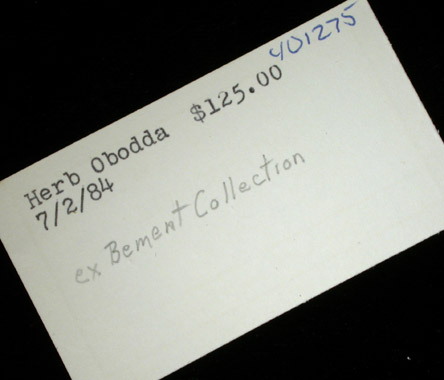 401275
Herb Obodda $125.00
7/2/84
ex Bement Collection